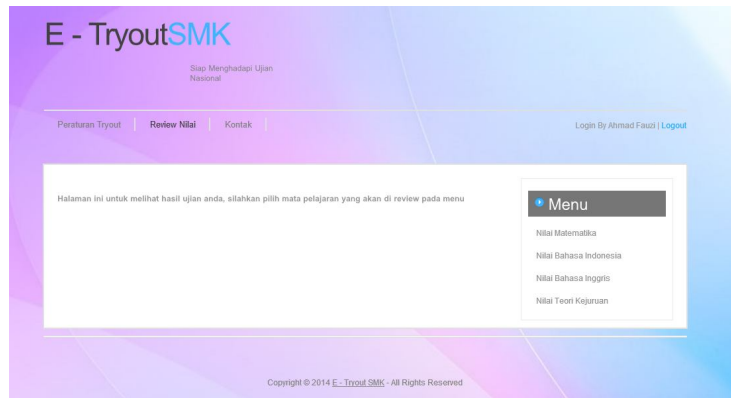 E - TryoutSMK
Siap Menghadapi Ujian
Nasional
Peraturan Tryout Review Nilai Kontak Login By Ahmad Fauzi | Logout
Halaman ini untuk melihat hasil ujian anda, silahkan pilih mata pelajaran yang akan di review pada menu
Menu
Nilai Matematika
Nilai Bahasa Indonesia
Nilai Bahasa Inggris
Nilai Teori Kejuruan
Copyright © 2014 E - Tryout SMK - All Rights Reserved